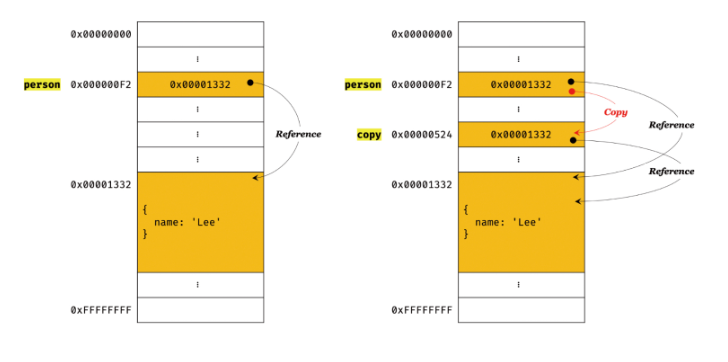 0x00000000
⋮
person 0x000000F2 0x00001332
⋮
⋮
Reference
⋮
0x00001332
{
name: 'Lee'
}
⋮
0xFFFFFFFF
0x00000000
⋮
person 0x000000F2 0x00001332
⋮
Copy
Reference
copy 0x00000524 0x00001332
⋮
Reference
0x00001332
{
name: 'Lee'
}
⋮
0xFFFFFFFF